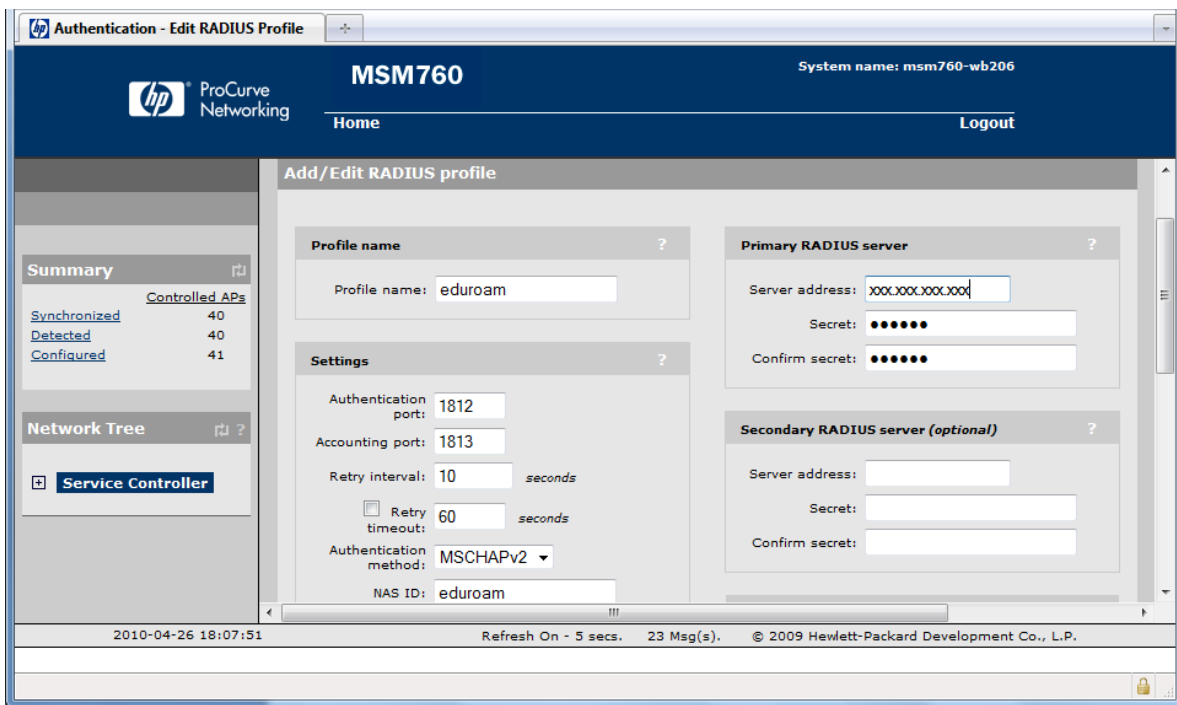 Authentication - Edit RADIUS Profile
hp ProCurve Networking
MSM760
System name: msm760-wb206
Home
Logout
Add/Edit RADIUS profile
Summary
Controlled APs
Synchronized 40
Detected 40
Configured 41
Network Tree ?
Service Controller
Profile name ?
Profile name: eduroam
Settings ?
Authentication port: 1812
Accounting port: 1813
Retry interval: 10 seconds
Retry timeout: 60 seconds
Authentication method: MSCHAPv2
NAS ID: eduroam
Primary RADIUS server ?
Server address: xxx.xxx.xxx.xxx
Secret: ●●●●●●
Confirm secret: ●●●●●●
Secondary RADIUS server (optional) ?
Server address:
Secret:
Confirm secret:
2010-04-26 18:07:51
Refresh On - 5 secs. 23 Msg(s). © 2009 Hewlett-Packard Development Co., L.P.